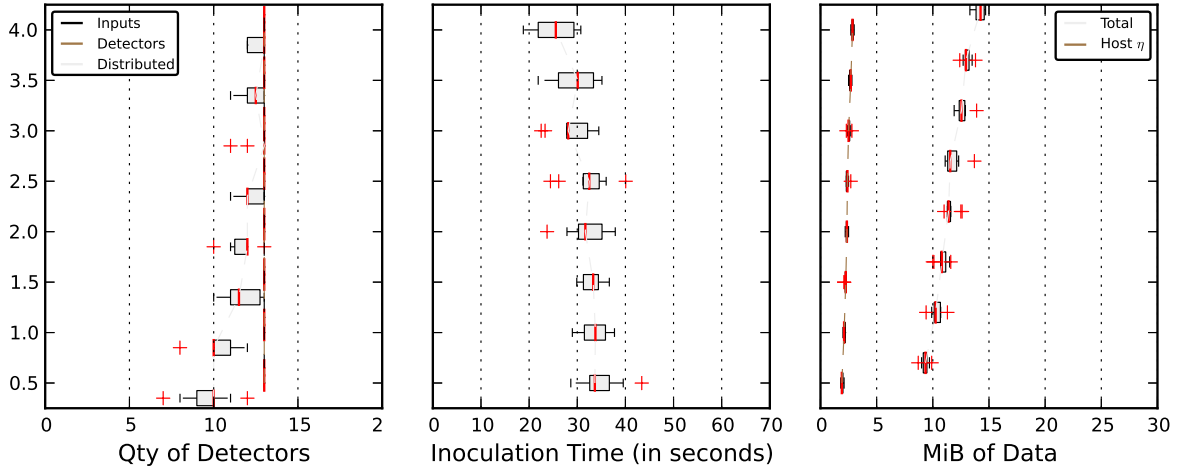 4.0
3.5
3.0
2.5
2.0
1.5
1.0
0.5
Inputs
Detectors
Distributed
0 5 10 15 2
Qty of Detectors
0 10 20 30 40 50 60 70
Inoculation Time (in seconds)
Total
Host η
0 5 10 15 20 25 30
MiB of Data